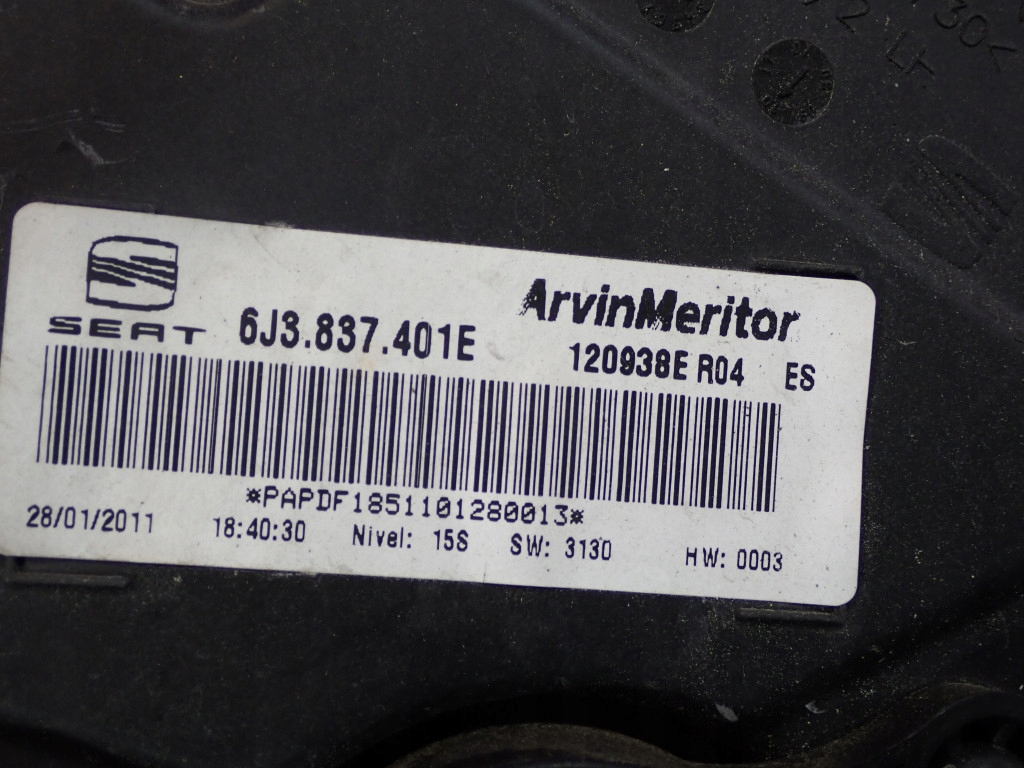 SEAT
6J3.837.401E
ArvinMeritor
120938E R04 ES
*PAPDF1851101280013*
28/01/2011 18:40:30 Nivel: 15S SW: 3130 HW: 0003